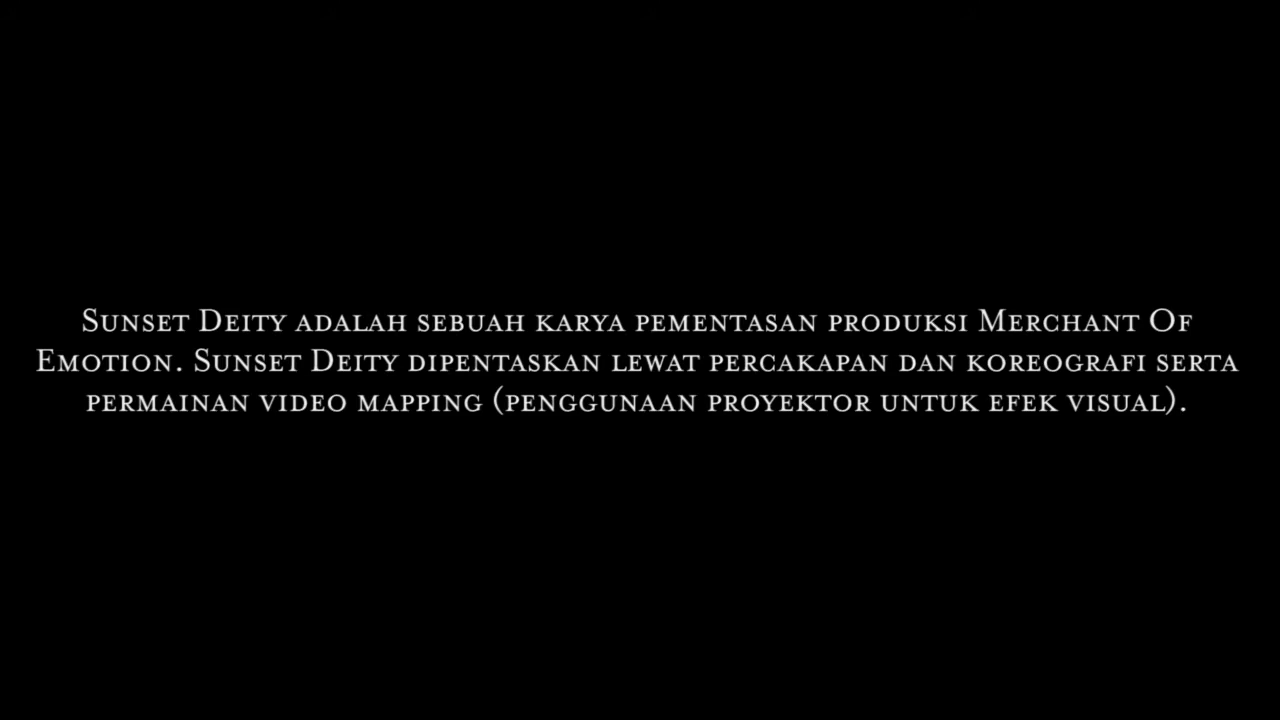 Sunset Deity adalah sebuah karya pementasan produksi Merchant Of
Emotion. Sunset Deity dipentaskan lewat percakapan dan koreografi serta
permainan video mapping (penggunaan proyektor untuk efek visual).